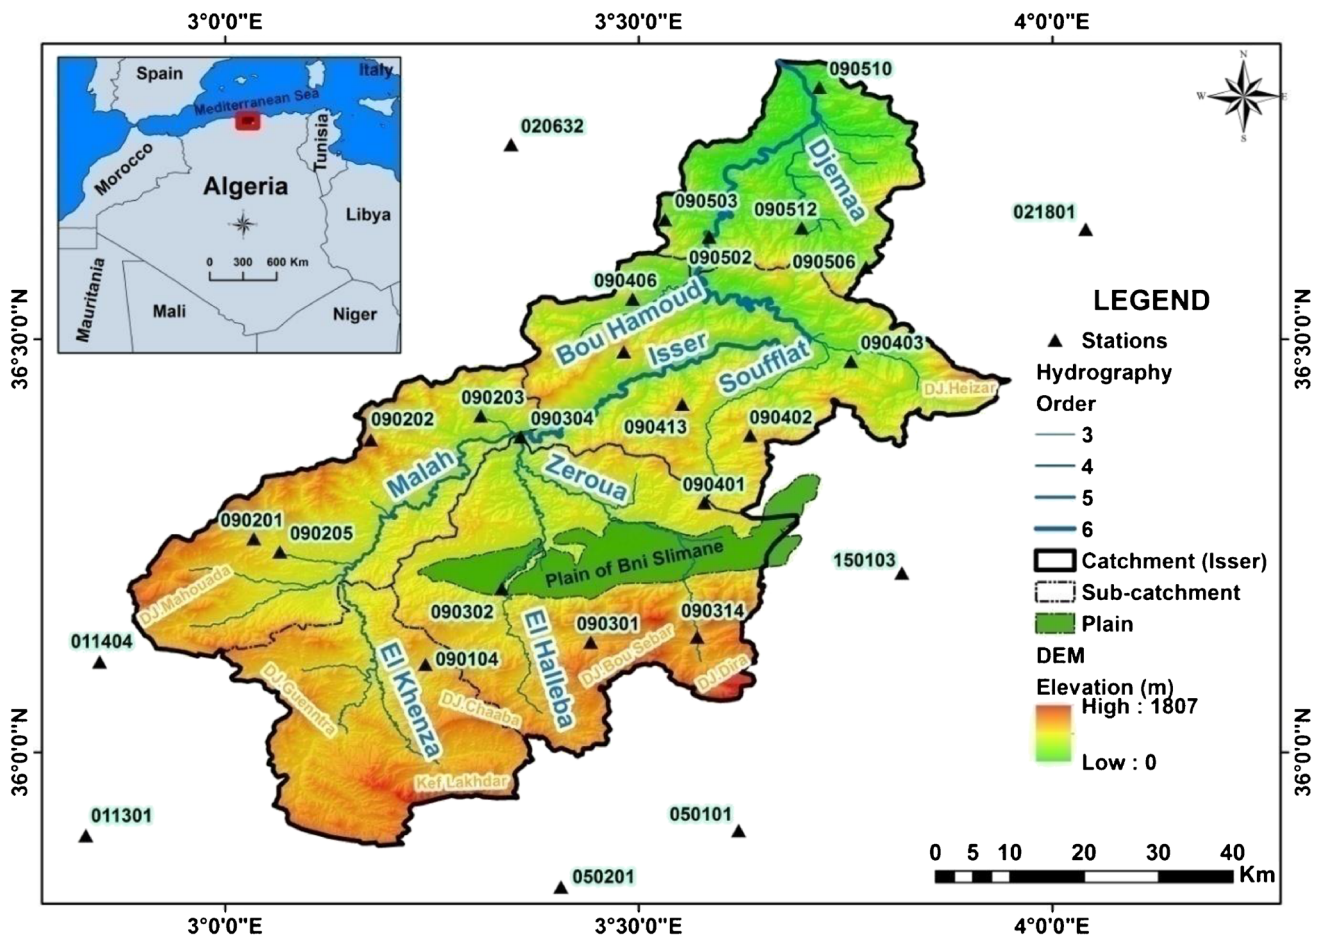 3°0'0"E
3°30'0"E
4°0'0"E
Spain
Italy
Mediterranean Sea
Morocco
Tunisia
Algeria
Libya
0 300 600 Km
Mauritania
Mali
Niger
N
W
E
S
090510
020632
Djemaa
090503
090512
021801
090502
090506
090406
Bou Hamoud
LEGEND
Stations
Hydrography
Order
3
4
5
6
Catchment (Isser)
Sub-catchment
Plain
DEM
Elevation (m)
High : 1807
Low : 0
36°30'0"N
36°30'0"N
Isser
Soufflat
090403
DJ.Heizar
090203
090202
090304
090413
090402
Malah
Zeroua
090401
090201
090205
Plain of Bni Slimane
150103
DJ.Mahouada
090302
090301
090314
011404
El Khenza
090104
El Halleba
DJ.Bou Sebar
DJ.Dira
DJ.Guenntra
DJ.Chaaba
36°0'0"N
36°0'0"N
Kef Lakhdar
011301
050101
050201
0 5 10 20 30 40
Km
3°0'0"E
3°30'0"E
4°0'0"E